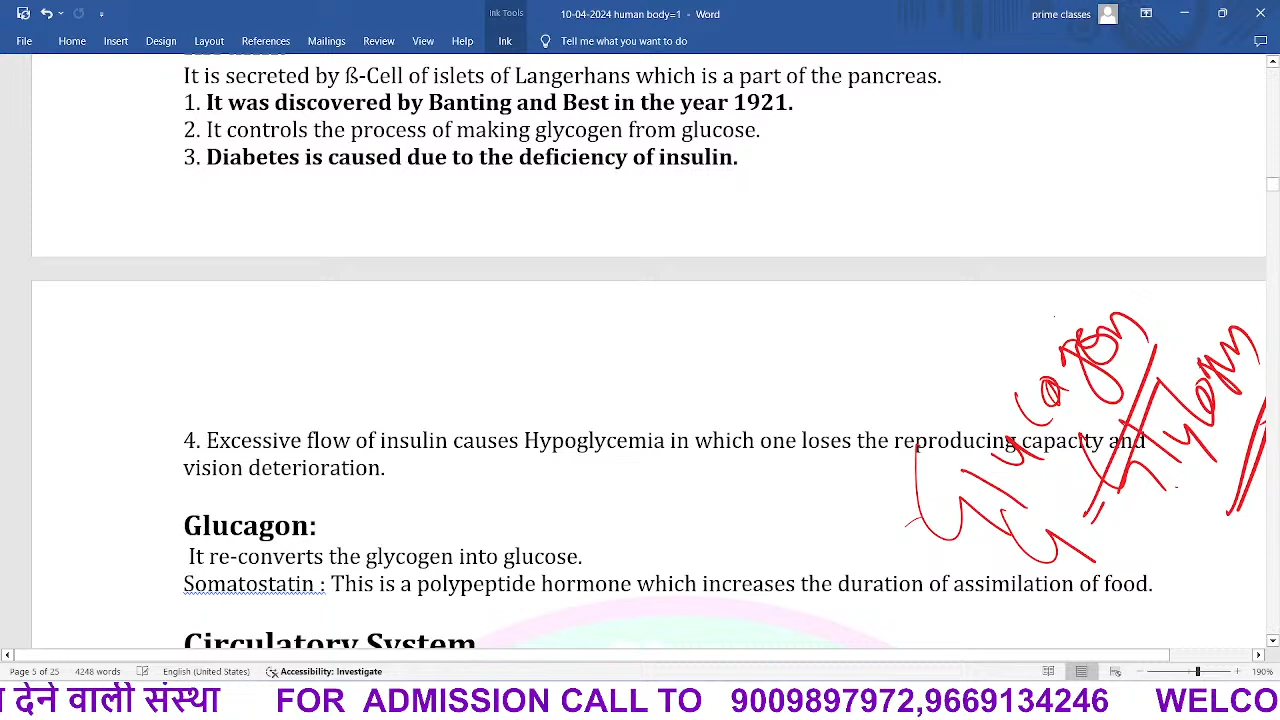 Ink Tools
10-04-2024 human body=1 - Word
prime classes
File Home Insert Design Layout References Mailings Review View Help Ink Tell me what you want to do
It is secreted by ß-Cell of islets of Langerhans which is a part of the pancreas.
1. It was discovered by Banting and Best in the year 1921.
2. It controls the process of making glycogen from glucose.
3. Diabetes is caused due to the deficiency of insulin.
4. Excessive flow of insulin causes Hypoglycemia in which one loses the reproducing capacity and
vision deterioration.
Glucagon:
It re-converts the glycogen into glucose.
Somatostatin : This is a polypeptide hormone which increases the duration of assimilation of food.
Circulatory System
Glucagon
Page 5 of 25 4248 words English (United States) Accessibility: Investigate 190%
देने वाली संस्था FOR ADMISSION CALL TO 9009897972,9669134246 WELCO